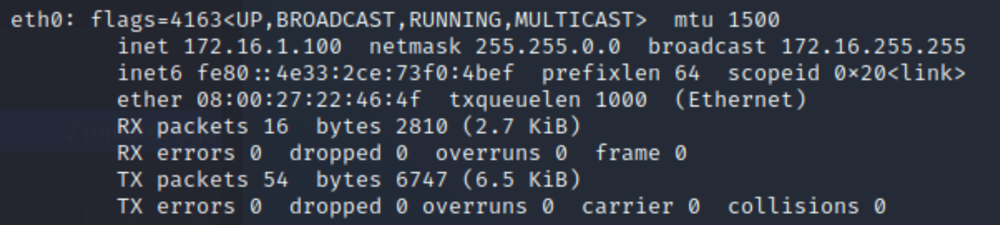 eth0: flags=4163<UP,BROADCAST,RUNNING,MULTICAST>  mtu 1500
inet 172.16.1.100  netmask 255.255.0.0  broadcast 172.16.255.255
inet6 fe80::4e33:2ce:73f0:4bef  prefixlen 64  scopeid 0×20<link>
ether 08:00:27:22:46:4f  txqueuelen 1000  (Ethernet)
RX packets 16  bytes 2810 (2.7 KiB)
RX errors 0  dropped 0  overruns 0  frame 0
TX packets 54  bytes 6747 (6.5 KiB)
TX errors 0  dropped 0 overruns 0  carrier 0  collisions 0